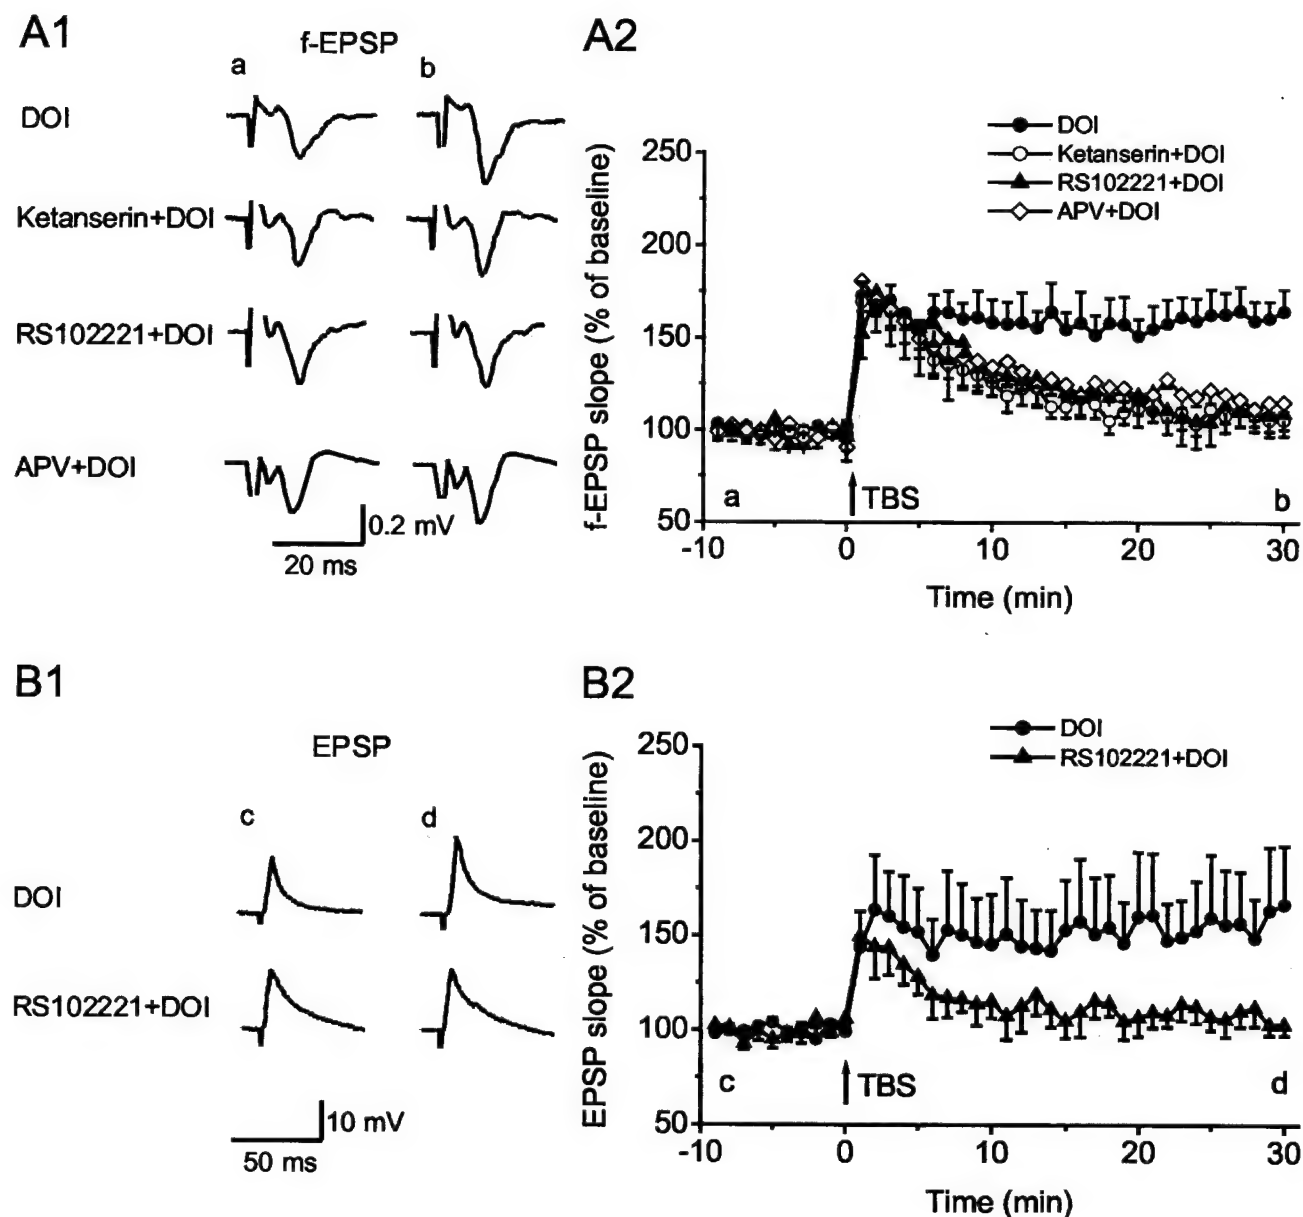 A1
f-EPSP
a b
DOI
Ketanserin+DOI
RS102221+DOI
APV+DOI
0.2 mV
20 ms
A2
DOI
Ketanserin+DOI
RS102221+DOI
APV+DOI
f-EPSP slope (% of baseline)
250
200
150
100
50
a
TBS
b
-10 0 10 20 30
Time (min)
B1
EPSP
c d
DOI
RS102221+DOI
10 mV
50 ms
B2
DOI
RS102221+DOI
EPSP slope (% of baseline)
250
200
150
100
50
c
TBS
d
-10 0 10 20 30
Time (min)